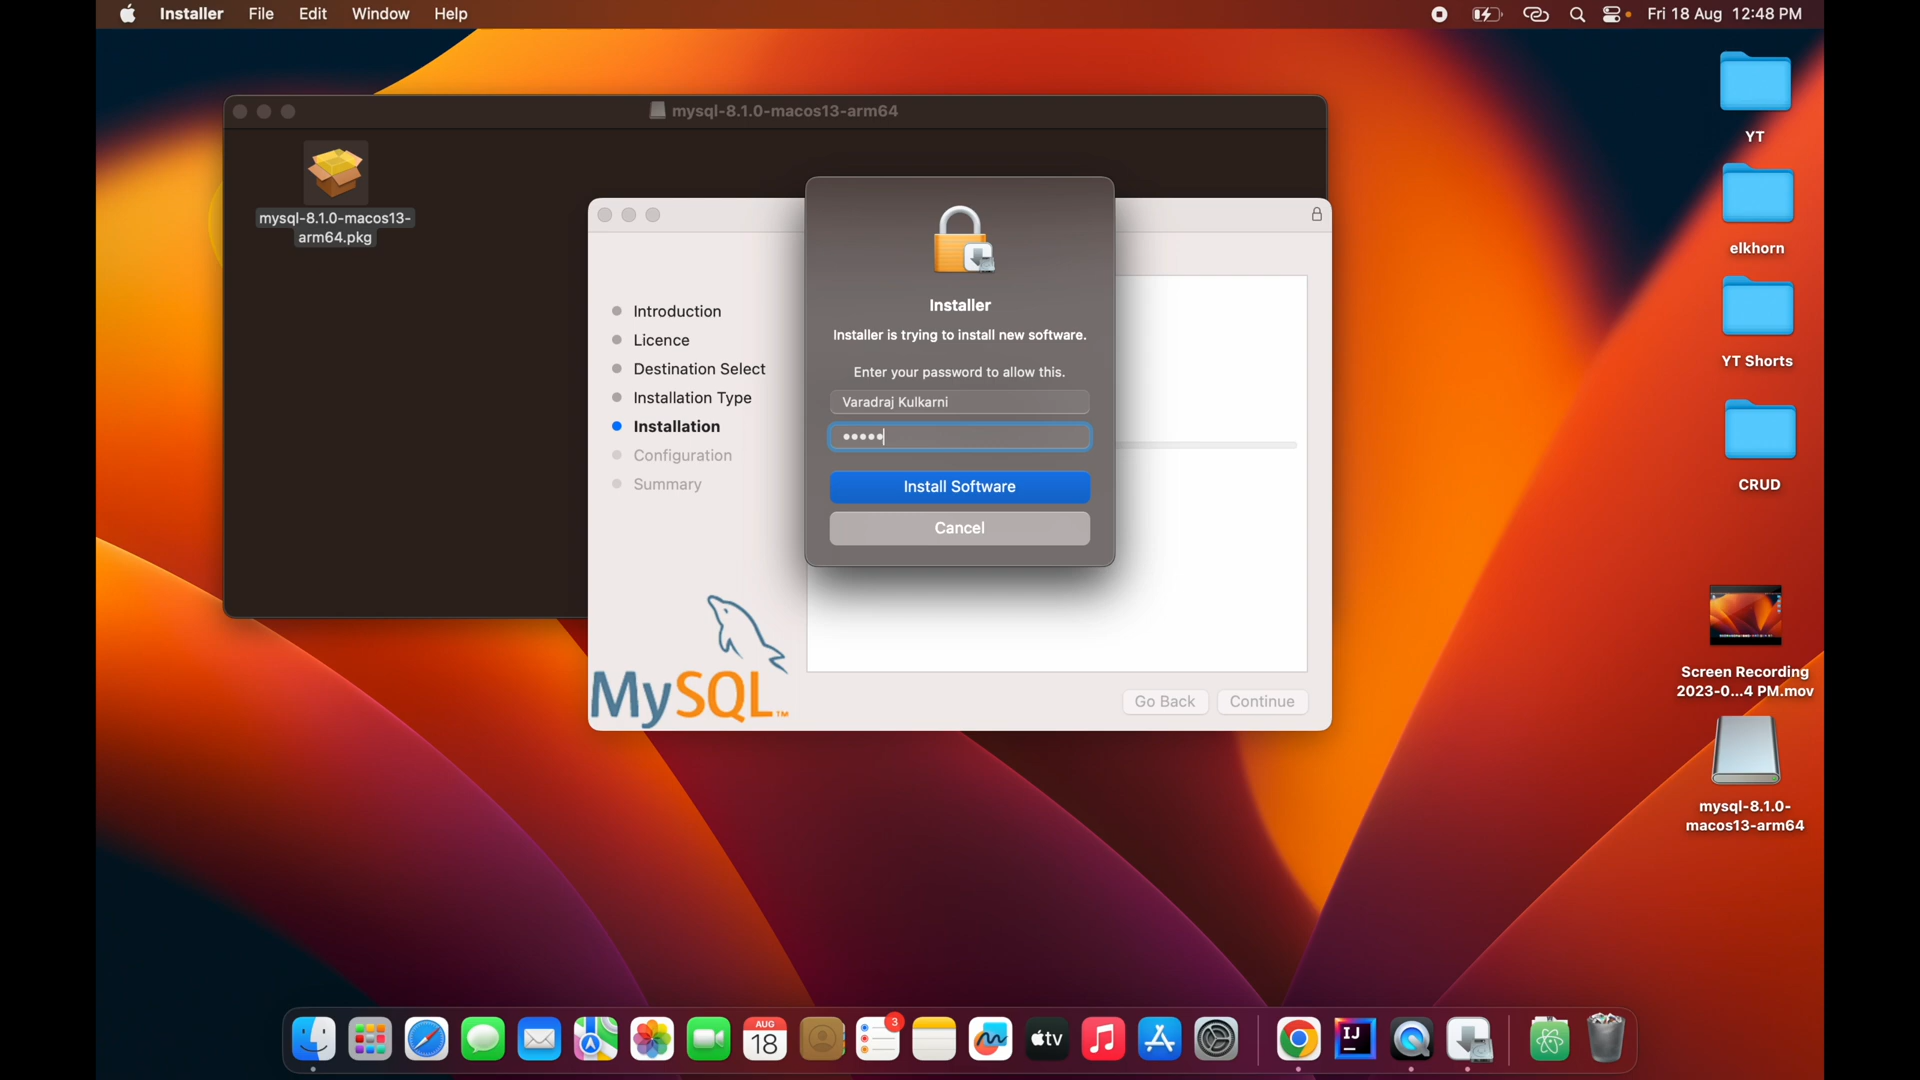 Installer File Edit Window Help
Fri 18 Aug 12:48 PM
mysql-8.1.0-macos13-arm64
mysql-8.1.0-macos13-
arm64.pkg
Introduction
Licence
Destination Select
Installation Type
Installation
Configuration
Summary
MySQL™
Installer
Installer is trying to install new software.
Enter your password to allow this.
Varadraj Kulkarni
•••••
Install Software
Cancel
Go Back
Continue
YT
elkhorn
YT Shorts
CRUD
Screen Recording
2023-0...4 PM.mov
mysql-8.1.0-
macos13-arm64
AUG
18
3
tv
IJ